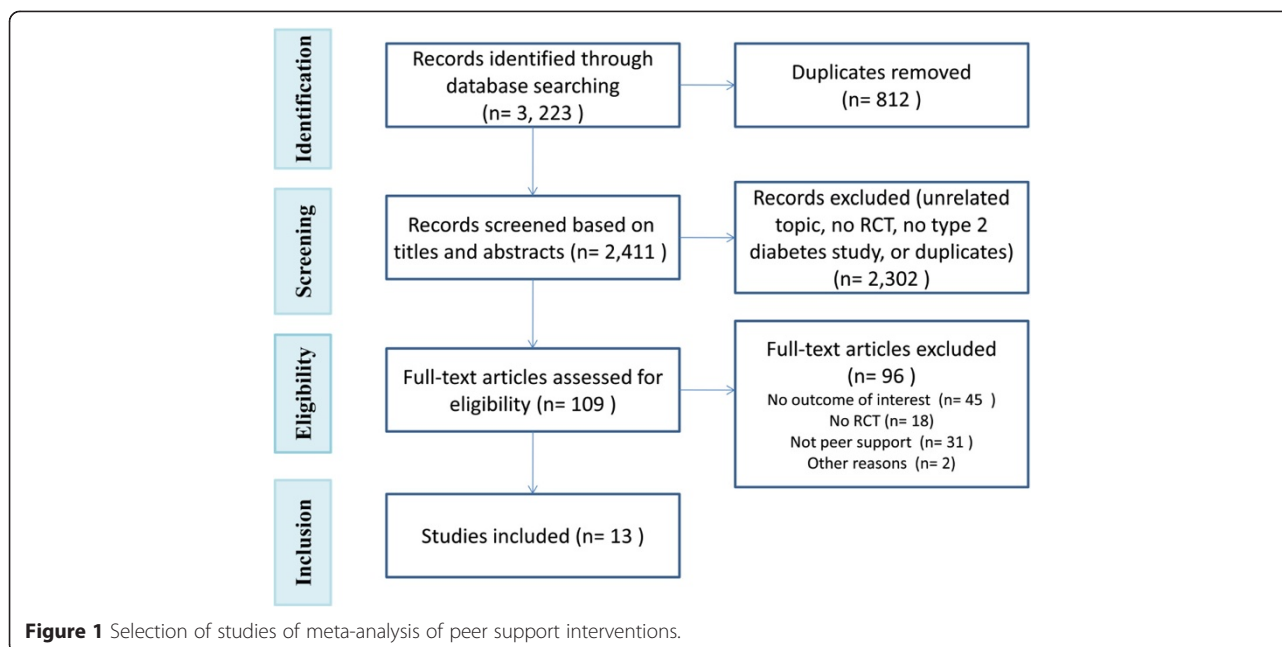 Identification
Records identified through
database searching
(n= 3, 223 )
Duplicates removed
(n= 812 )
Screening
Records screened based on
titles and abstracts (n= 2,411 )
Records excluded (unrelated
topic, no RCT, no type 2
diabetes study, or duplicates)
(n= 2,302 )
Eligibility
Full-text articles assessed for
eligibility (n= 109 )
Full-text articles excluded
(n= 96 )
No outcome of interest (n= 45 )
No RCT (n= 18)
Not peer support (n= 31 )
Other reasons (n= 2)
Inclusion
Studies included (n= 13 )
Figure 1 Selection of studies of meta-analysis of peer support interventions.